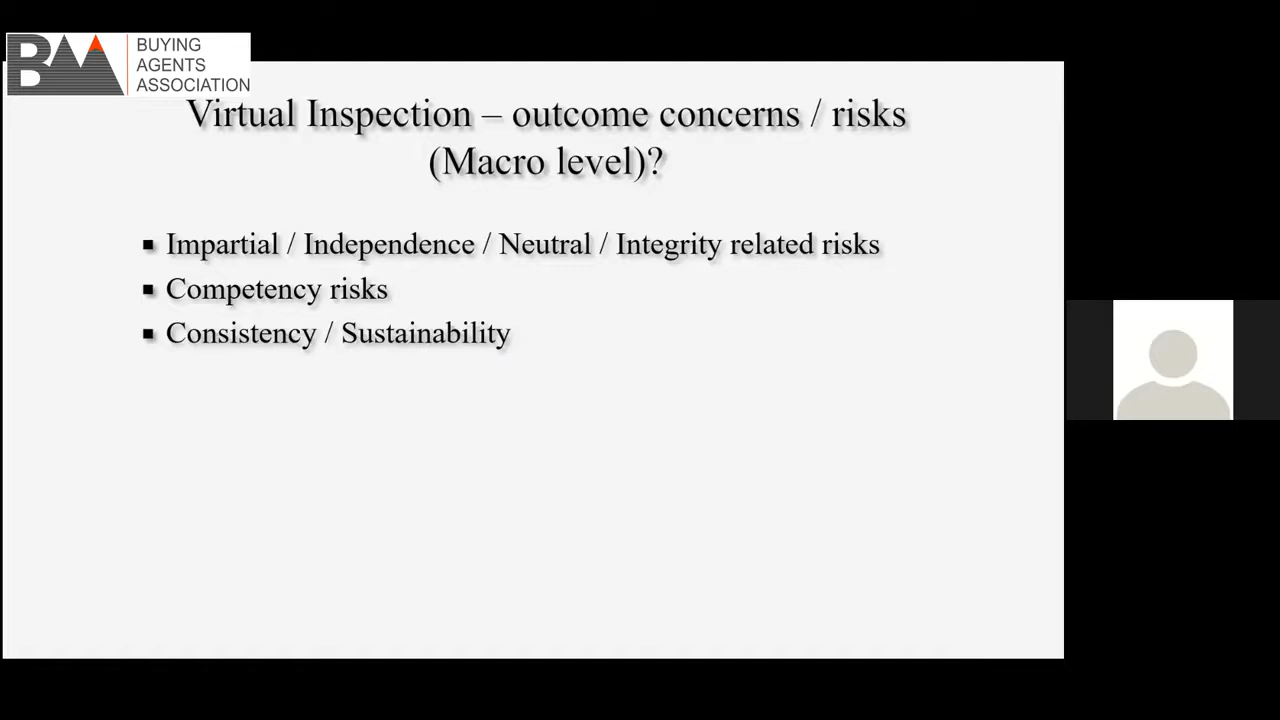 BAA
BUYING
AGENTS
ASSOCIATION
Virtual Inspection – outcome concerns / risks
(Macro level)?
▪ Impartial / Independence / Neutral / Integrity related risks
▪ Competency risks
▪ Consistency / Sustainability